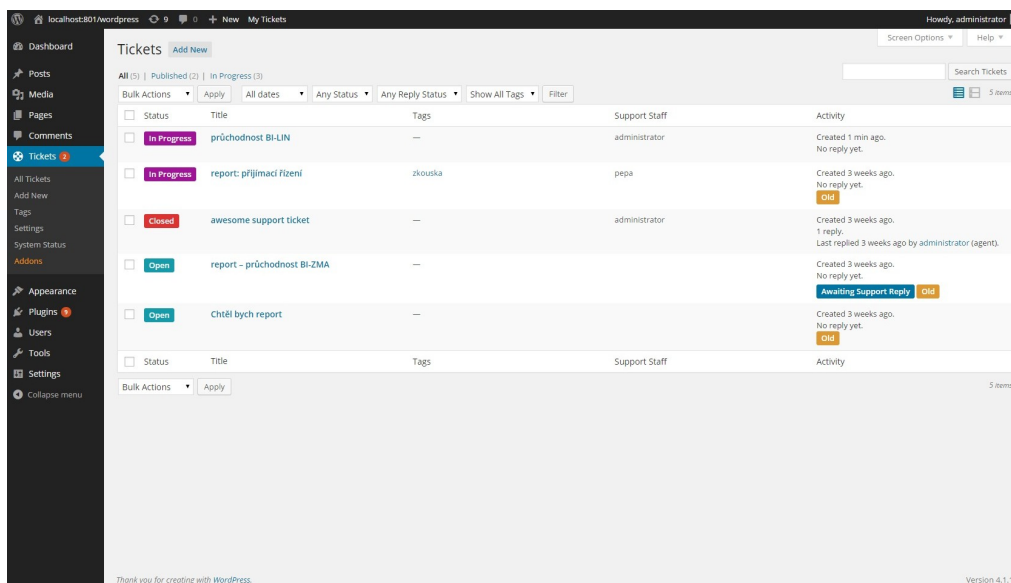 localhost:801/wordpress 9 0 + New My Tickets Howdy, administrator
Dashboard
Posts
Media
Pages
Comments
Tickets 2
All Tickets
Add New
Tags
Settings
System Status
Addons
Appearance
Plugins 9
Users
Tools
Settings
Collapse menu
Screen Options Help
Tickets Add New
All (5) | Published (2) | In Progress (3)
Search Tickets
Bulk Actions Apply All dates Any Status Any Reply Status Show All Tags Filter 5 items
Status Title Tags Support Staff Activity
In Progress průchodnost BI-LIN — administrator Created 1 min ago.
No reply yet.
In Progress report: přijímací řízení zkouska pepa Created 3 weeks ago.
No reply yet.
Old
Closed awesome support ticket — administrator Created 3 weeks ago.
1 reply.
Last replied 3 weeks ago by administrator (agent).
Open report – průchodnost BI-ZMA — Created 3 weeks ago.
No reply yet.
Awaiting Support Reply Old
Open Chtěl bych report — Created 3 weeks ago.
No reply yet.
Old
Status Title Tags Support Staff Activity
Bulk Actions Apply 5 items
Thank you for creating with WordPress. Version 4.1.1